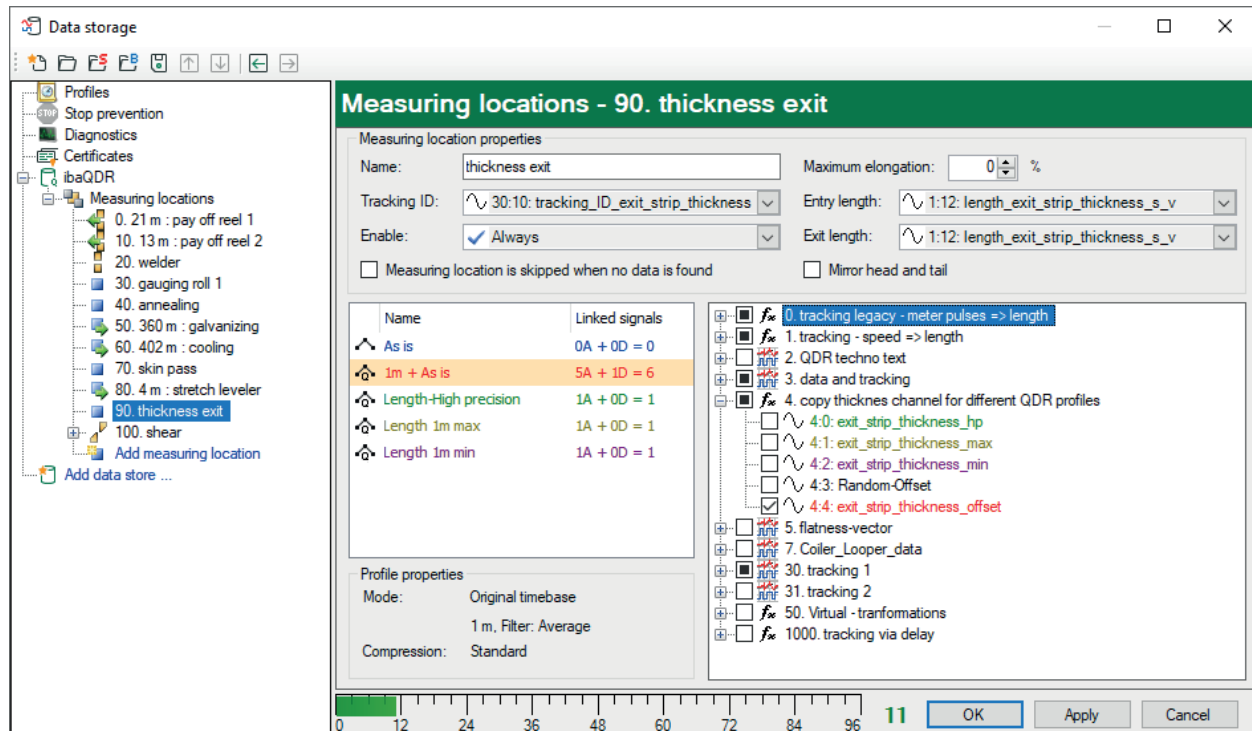 Data storage
Profiles
STOP Stop prevention
Diagnostics
Certificates
ibaQDR
Measuring locations
0. 21 m : pay off reel 1
10. 13 m : pay off reel 2
20. welder
30. gauging roll 1
40. annealing
50. 360 m : galvanizing
60. 402 m : cooling
70. skin pass
80. 4 m : stretch leveler
90. thickness exit
100. shear
Add measuring location
Add data store ...
Measuring locations - 90. thickness exit
Measuring location properties
Name: thickness exit Maximum elongation: 0 %
Tracking ID: 30:10: tracking_ID_exit_strip_thickness Entry length: 1:12: length_exit_strip_thickness_s_v
Enable: Always Exit length: 1:12: length_exit_strip_thickness_s_v
Measuring location is skipped when no data is found Mirror head and tail
Name Linked signals
As is 0A + 0D = 0
1m + As is 5A + 1D = 6
Length-High precision 1A + 0D = 1
Length 1m max 1A + 0D = 1
Length 1m min 1A + 0D = 1
Profile properties
Mode: Original timebase
1 m, Filter: Average
Compression: Standard
0. tracking legacy - meter pulses => length
1. tracking - speed => length
2. QDR techno text
3. data and tracking
4. copy thicknes channel for different QDR profiles
4:0: exit_strip_thickness_hp
4:1: exit_strip_thickness_max
4:2: exit_strip_thickness_min
4:3: Random-Offset
4:4: exit_strip_thickness_offset
5. flatness-vector
7. Coiler_Looper_data
30. tracking 1
31. tracking 2
50. Virtual - tranformations
1000. tracking via delay
0 12 24 36 48 60 72 84 96
11 OK Apply Cancel